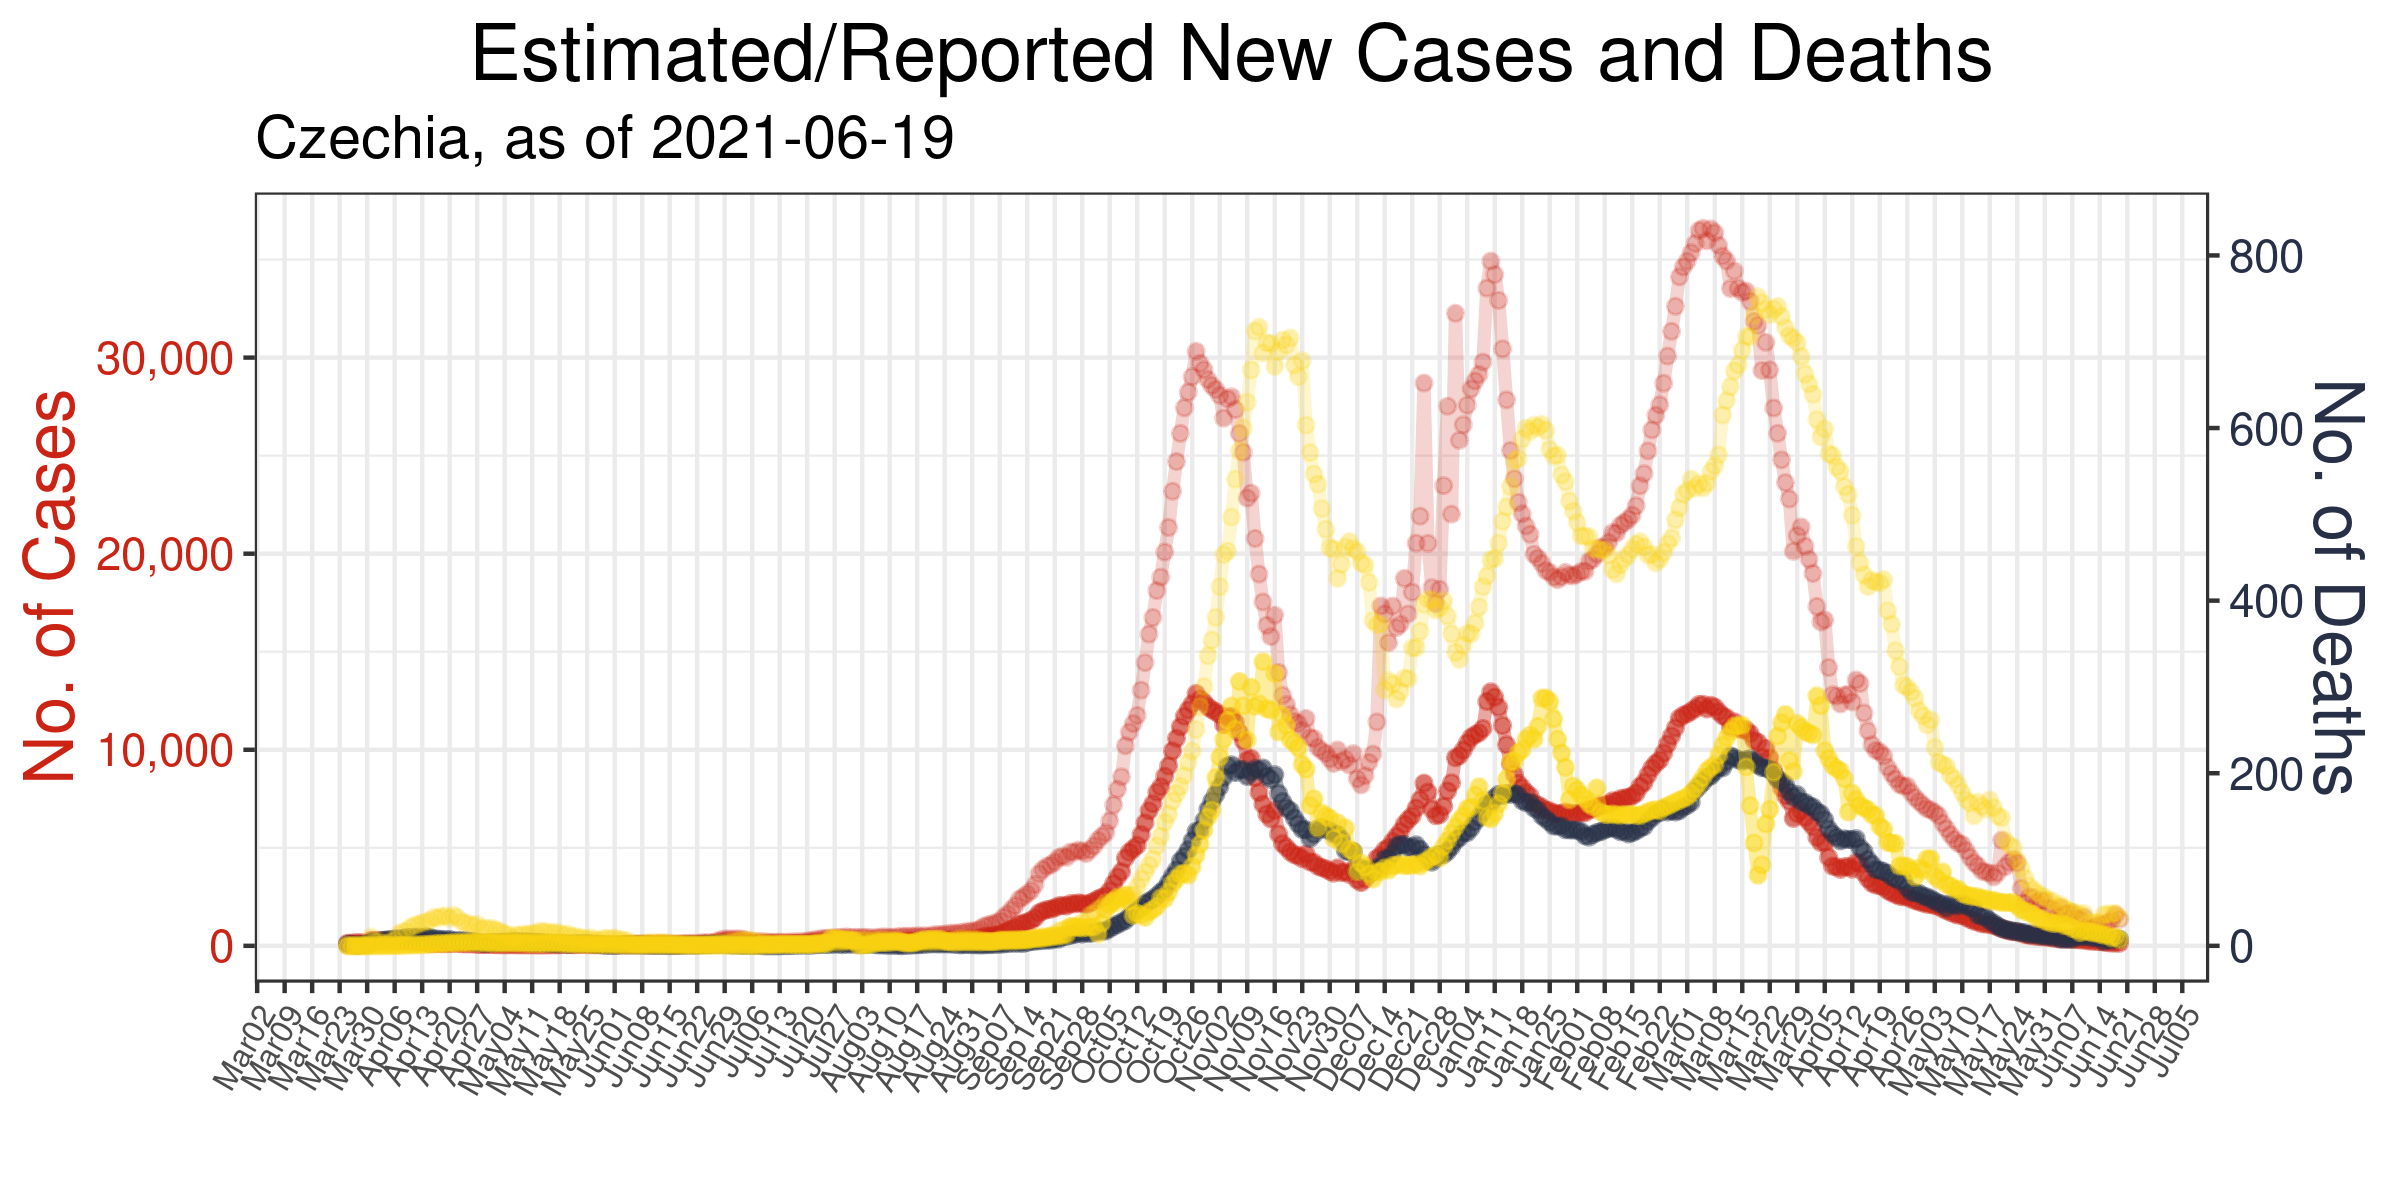 Estimated/Reported New Cases and Deaths
Czechia, as of 2021-06-19
No. of Cases
30,000
20,000
10,000
0
800
600
400
200
0
No. of Deaths
Mar02
Mar09
Mar16
Mar23
Mar30
Apr06
Apr13
Apr20
Apr27
May04
May11
May18
May25
Jun01
Jun08
Jun15
Jun22
Jun29
Jul06
Jul13
Jul20
Jul27
Aug03
Aug10
Aug17
Aug24
Aug31
Sep07
Sep14
Sep21
Sep28
Oct05
Oct12
Oct19
Oct26
Nov02
Nov09
Nov16
Nov23
Nov30
Dec07
Dec14
Dec21
Dec28
Jan04
Jan11
Jan18
Jan25
Feb01
Feb08
Feb15
Feb22
Mar01
Mar08
Mar15
Mar22
Mar29
Apr05
Apr12
Apr19
Apr26
May03
May10
May17
May24
May31
Jun07
Jun14
Jun21
Jun28
Jul05